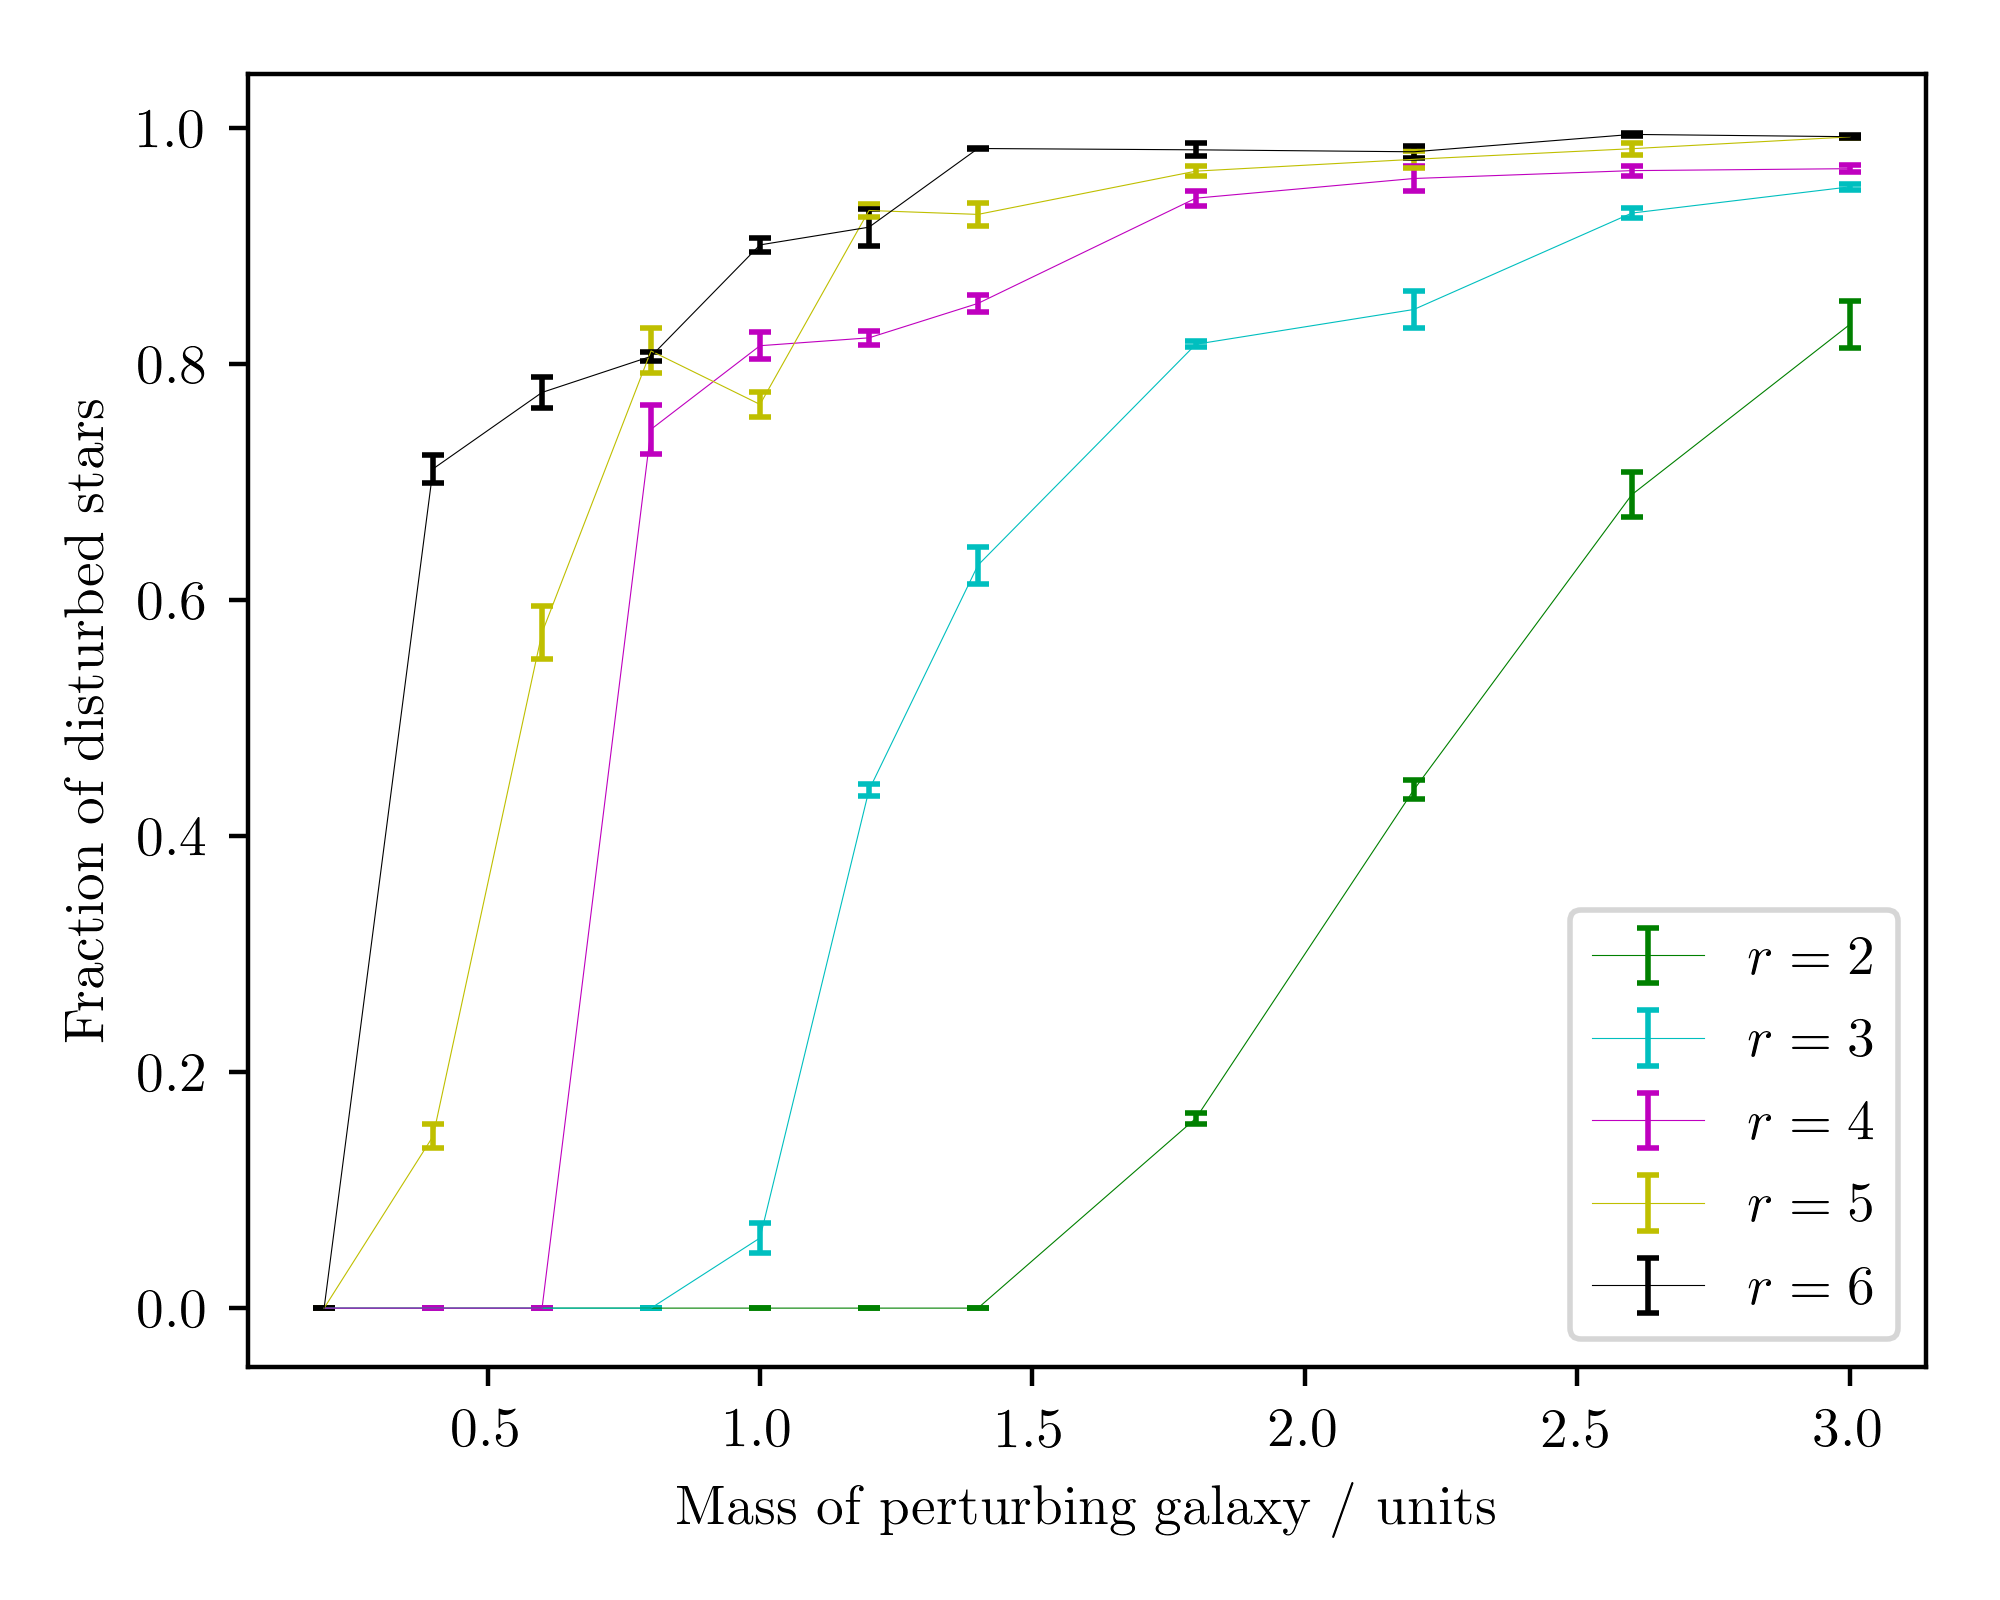 1.0
0.8
0.6
0.4
0.2
0.0
Fraction of disturbed stars
0.5 1.0 1.5 2.0 2.5 3.0
Mass of perturbing galaxy / units
r = 2
r = 3
r = 4
r = 5
r = 6